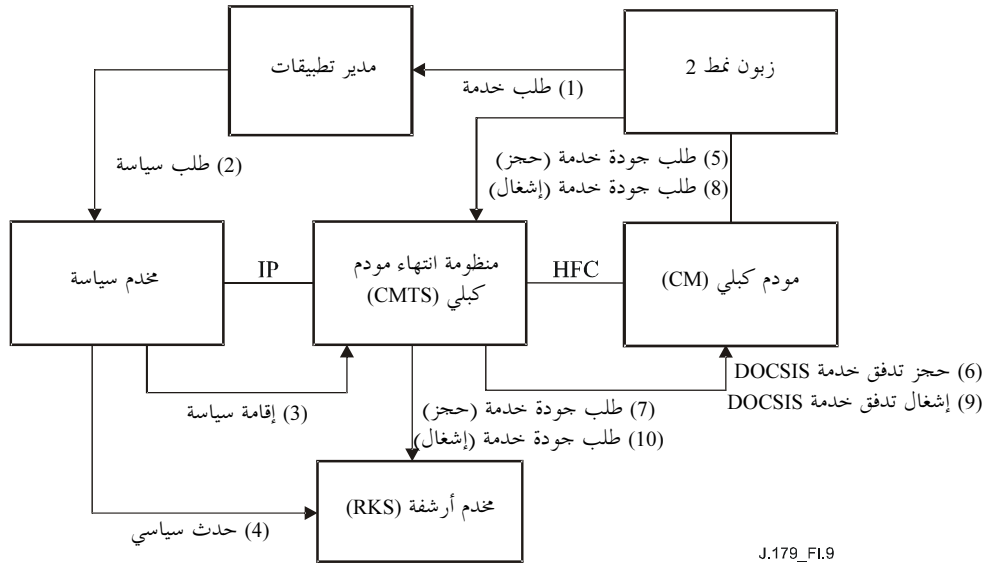 زبون نمط 2
مدير تطبيقات
(1) طلب خدمة
(2) طلب سياسة
(5) طلب جودة خدمة (حجز)
(8) طلب جودة خدمة (إشغال)
مودم كبلي (CM)
HFC
منظومة انتهاء مودم
كبلي (CMTS)
IP
مخدم سياسة
(6) حجز تدفق خدمة DOCSIS
(9) إشغال تدفق خدمة DOCSIS
(3) إقامة سياسة
(7) طلب جودة خدمة (حجز)
(10) طلب جودة خدمة (إشغال)
مخدم أرشفة (RKS)
(4) حدث سياسي
J.179_FI.9